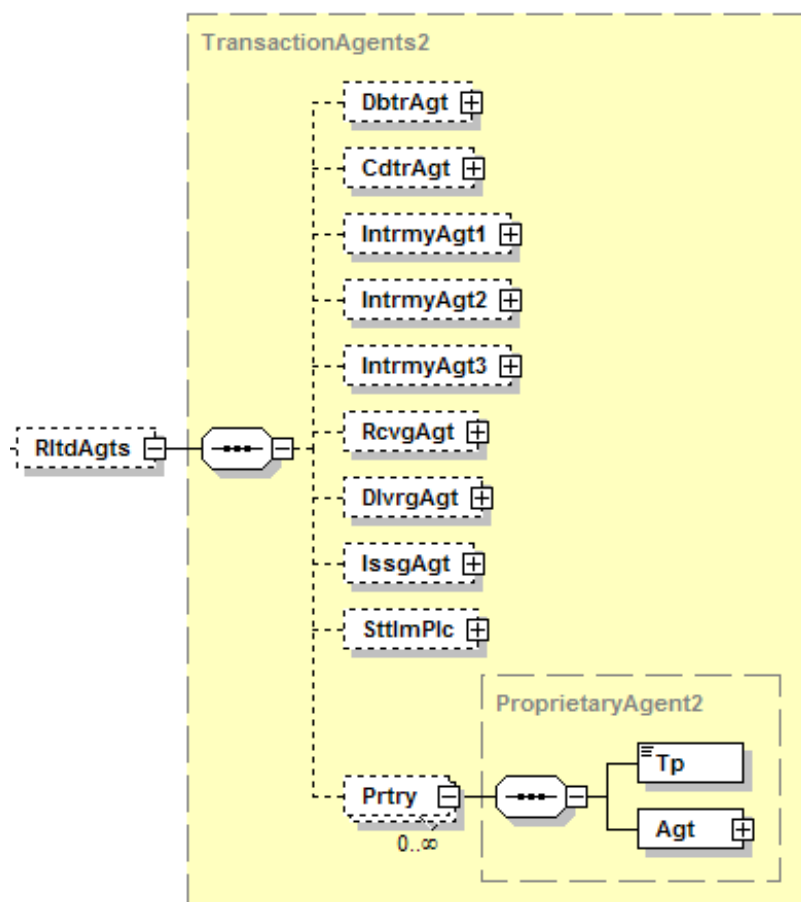 TransactionAgents2
DbtrAgt
CdtrAgt
IntrmyAgt1
IntrmyAgt2
IntrmyAgt3
RltdAgts
RcvgAgt
DlvrgAgt
IssgAgt
SttlmPlc
ProprietaryAgent2
Tp
Prtry
0..∞
Agt